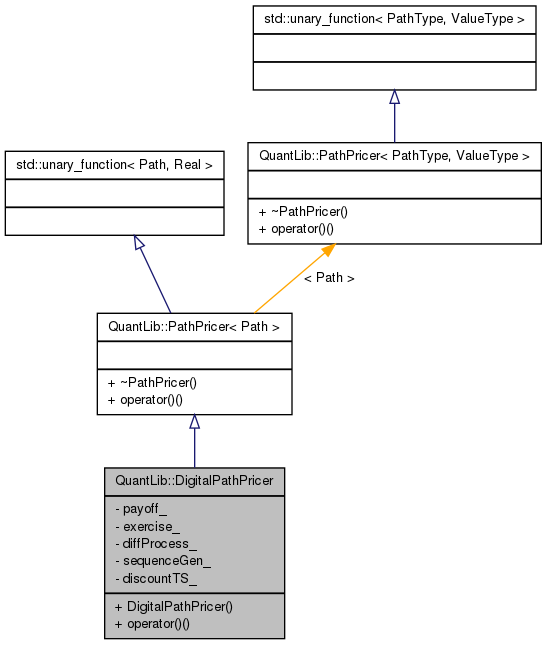 std::unary_function< PathType, ValueType >
std::unary_function< Path, Real >
QuantLib::PathPricer< PathType, ValueType >
+ ~PathPricer()
+ operator()()
< Path >
QuantLib::PathPricer< Path >
+ ~PathPricer()
+ operator()()
QuantLib::DigitalPathPricer
- payoff_
- exercise_
- diffProcess_
- sequenceGen_
- discountTS_
+ DigitalPathPricer()
+ operator()()